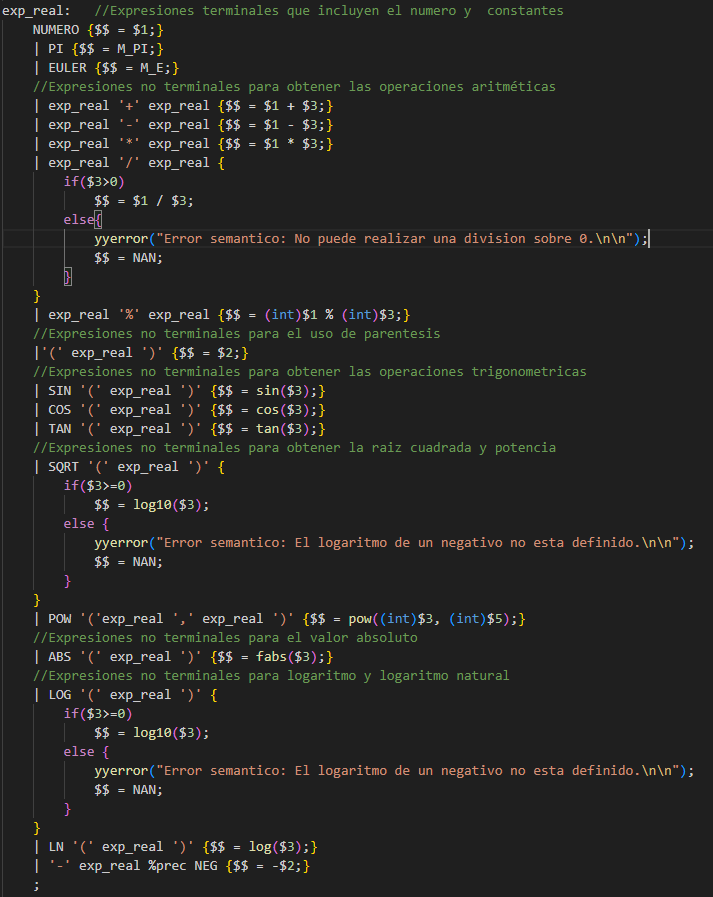 exp_real:   //Expresiones terminales que incluyen el numero y  constantes
    NUMERO {$$ = $1;}
    | PI {$$ = M_PI;}
    | EULER {$$ = M_E;}
    //Expresiones no terminales para obtener las operaciones aritméticas
    | exp_real '+' exp_real {$$ = $1 + $3;}
    | exp_real '-' exp_real {$$ = $1 - $3;}
    | exp_real '*' exp_real {$$ = $1 * $3;}
    | exp_real '/' exp_real {
        if($3>0)
            $$ = $1 / $3;
        else{
            yyerror("Error semantico: No puede realizar una division sobre 0.\n\n");
            $$ = NAN;
        }
    }
    | exp_real '%' exp_real {$$ = (int)$1 % (int)$3;}
    //Expresiones no terminales para el uso de parentesis
    |'(' exp_real ')' {$$ = $2;}
    //Expresiones no terminales para obtener las operaciones trigonometricas
    | SIN '(' exp_real ')' {$$ = sin($3);}
    | COS '(' exp_real ')' {$$ = cos($3);}
    | TAN '(' exp_real ')' {$$ = tan($3);}
    //Expresiones no terminales para obtener la raiz cuadrada y potencia
    | SQRT '(' exp_real ')' {
        if($3>=0)
            $$ = log10($3);
        else {
            yyerror("Error semantico: El logaritmo de un negativo no esta definido.\n\n");
            $$ = NAN;
        }
    }
    | POW '('exp_real ',' exp_real ')' {$$ = pow((int)$3, (int)$5);}
    //Expresiones no terminales para el valor absoluto
    | ABS '(' exp_real ')' {$$ = fabs($3);}
    //Expresiones no terminales para logaritmo y logaritmo natural
    | LOG '(' exp_real ')' {
        if($3>=0)
            $$ = log10($3);
        else {
            yyerror("Error semantico: El logaritmo de un negativo no esta definido.\n\n");
            $$ = NAN;
        }
    }
    | LN '(' exp_real ')' {$$ = log($3);}
    | '-' exp_real %prec NEG {$$ = -$2;}
    ;